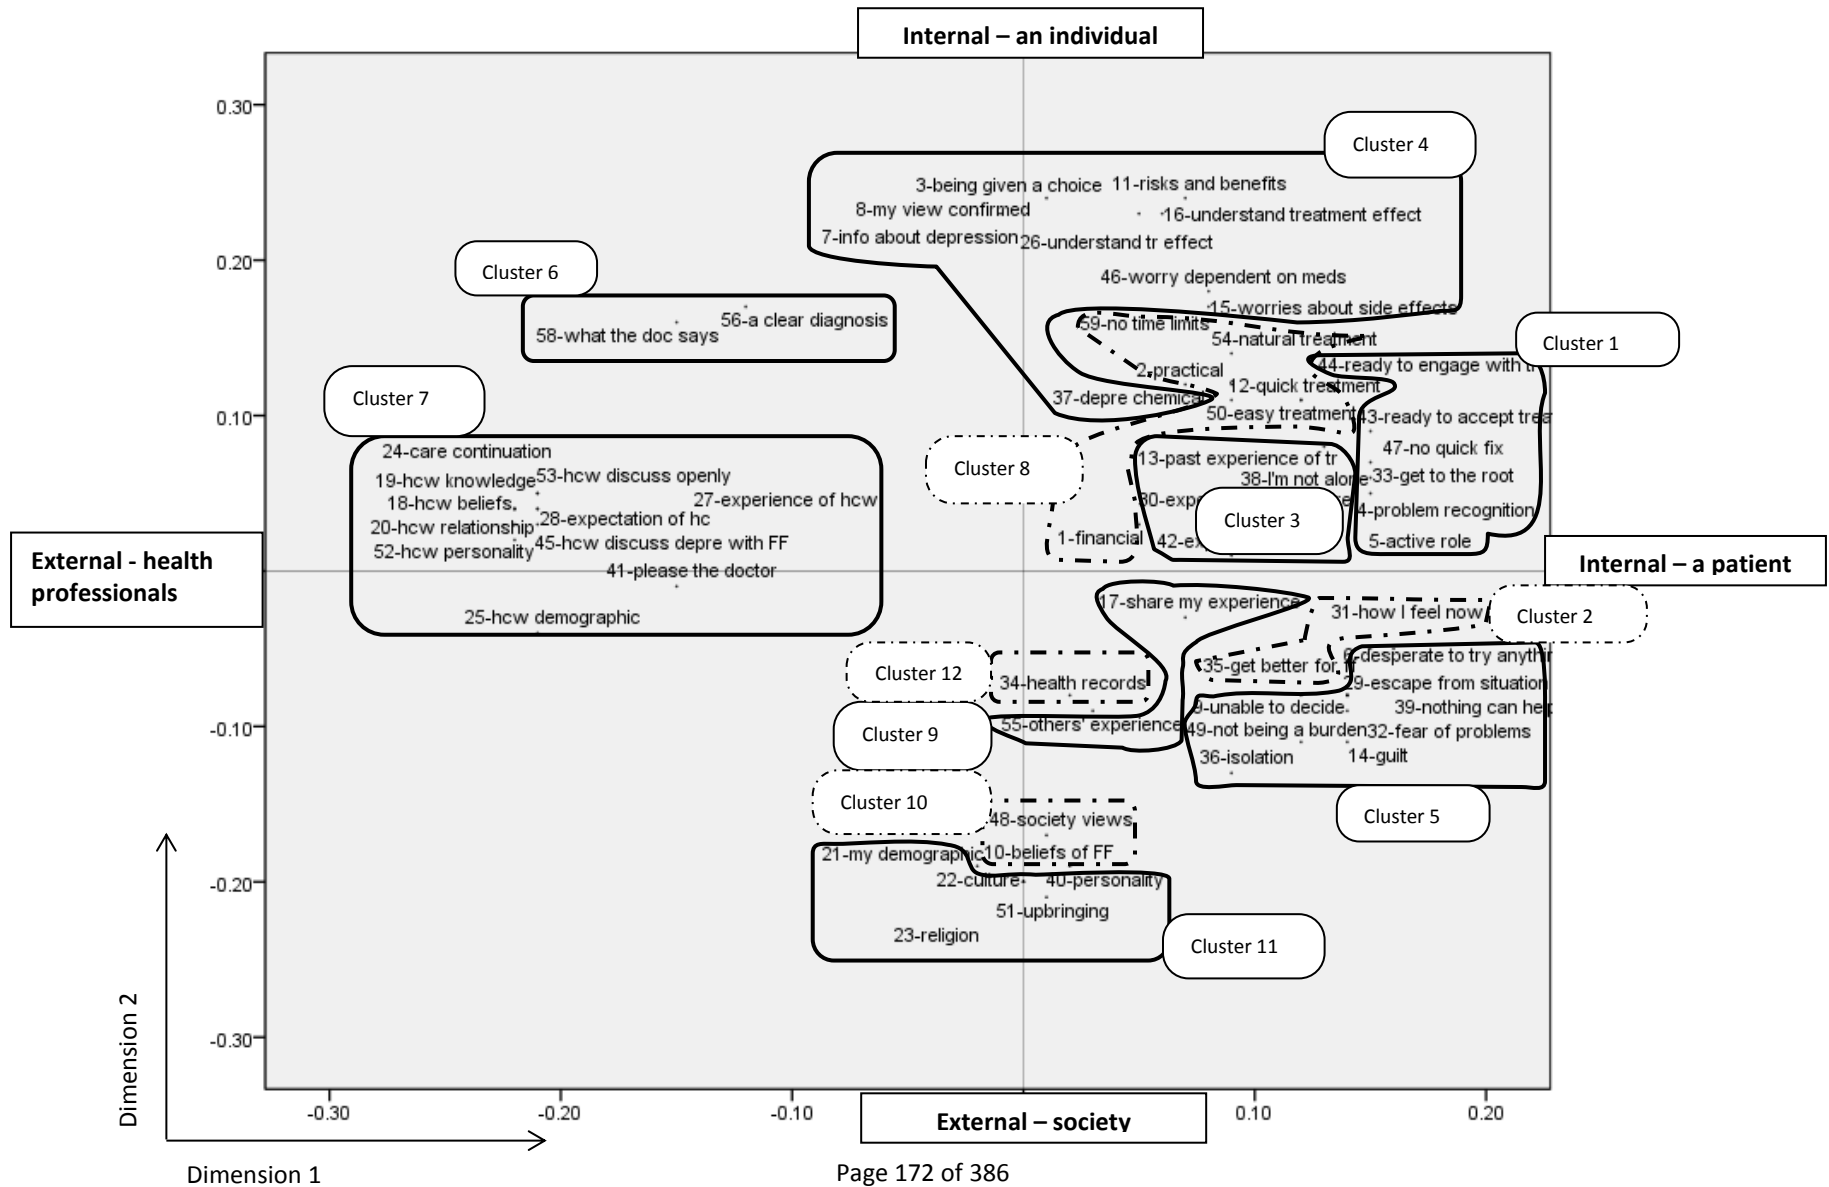 Internal – an individual
0.30
Cluster 4
3-being given a choice
11-risks and benefits
8-my view confirmed
16-understand treatment effect
7-info about depression
26-understand tr effect
0.20
Cluster 6
46-worry dependent on meds
15-worries about side effects
56-a clear diagnosis
58-what the doc says
59-no time limits
54-natural treatment
Cluster 1
44-ready to engage with
2-practical
12-quick treatment
Cluster 7
37-depre chemical
50-easy treatment
0.10
43-ready to accept trea
24-care continuation
47-no quick fix
Cluster 8
13-past experience of tr
19-hcw knowledge
53-hcw discuss openly
38-I'm not alone
33-get to the root
18-hcw beliefs
27-experience of hcw
30-expe
4-problem recognition
20-hcw relationship
28-expectation of hc
Cluster 3
52-hcw personality
45-hcw discuss depre with FF
1-financial
42-ex
5-active role
External - health
professionals
41-please the doctor
Internal – a patient
25-hcw demographic
17-share my experience
31-how I feel now
Cluster 2
35-get better for
6-desperate to try anythin
Cluster 12
34-health records
29-escape from situation
9-unable to decide
39-nothing can help
-0.10
Cluster 9
55-others' experience
49-not being a burden
32-fear of problems
36-isolation
14-guilt
Cluster 10
48-society views
Cluster 5
21-my demographic
10-beliefs of FF
-0.20
22-culture
40-personality
51-upbringing
23-religion
Cluster 11
-0.30
Dimension 2
-0.30
-0.20
-0.10
External – society
0.10
0.20
Dimension 1
Page 172 of 386